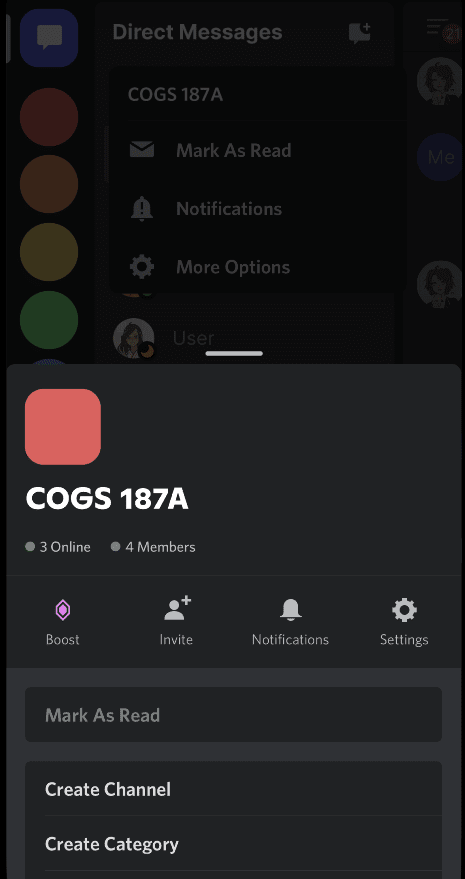 Direct Messages
21
COGS 187A
Mark As Read
Me
Notifications
More Options
User
COGS 187A
3 Online 4 Members
Boost Invite Notifications Settings
Mark As Read
Create Channel
Create Category